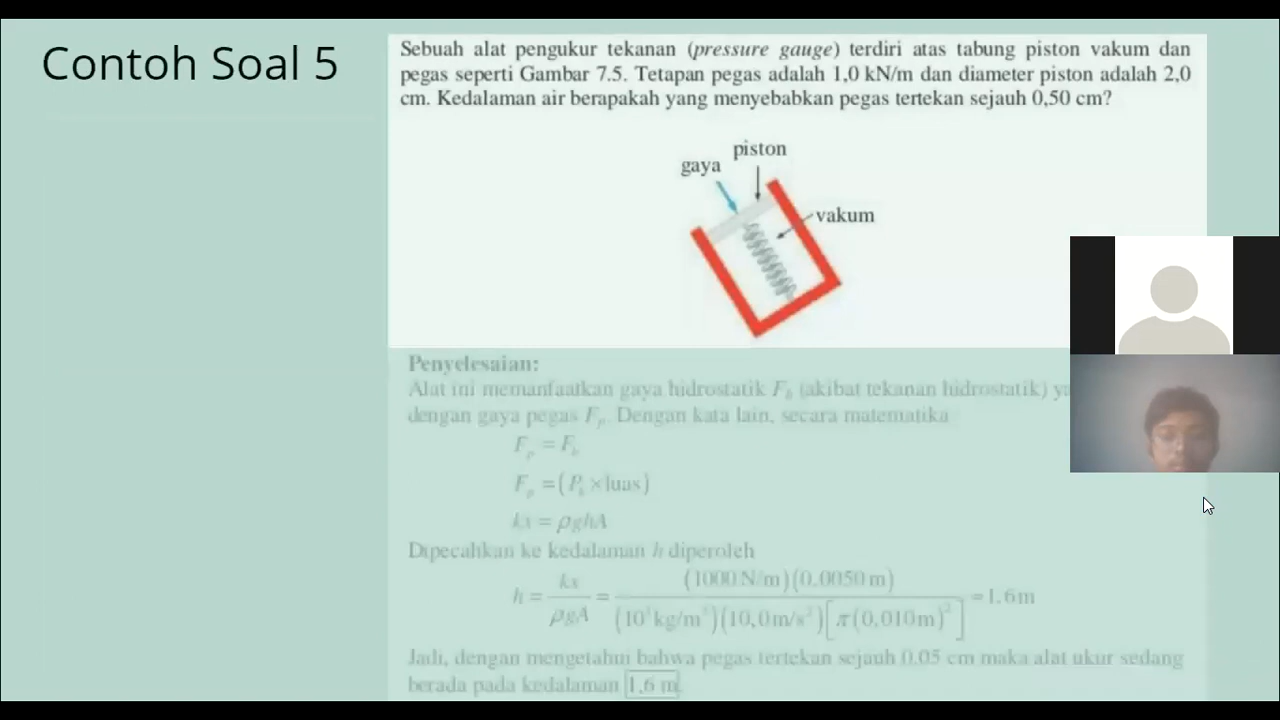 Contoh Soal 5
Sebuah alat pengukur tekanan (pressure gauge) terdiri atas tabung piston vakum dan
pegas seperti Gambar 7.5. Tetapan pegas adalah 1,0 kN/m dan diameter piston adalah 2,0
cm. Kedalaman air berapakah yang menyebabkan pegas tertekan sejauh 0,50 cm?
piston
gaya
vakum
Penyelesaian:
Alat ini memanfaatkan gaya hidrostatik F_h (akibat tekanan hidrostatik)
dengan gaya pegas F_p. Dengan kata lain, secara matematika
F_p = F_h
F_p = (P_h × luas)
kx = ρghA
Dipecahkan ke kedalaman h diperoleh
h = kx / ρgA = (1000 N/m)(0,0050 m) / (10³ kg/m³)(10,0 m/s²)[π(0,010 m)²] = 1,6 m
Jadi, dengan mengetahui bahwa pegas tertekan sejauh 0.05 cm maka alat ukur sedang
berada pada kedalaman 1,6 m